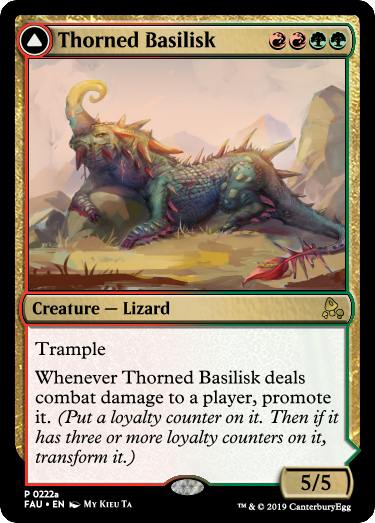 Thorned Basilisk
Creature — Lizard
Trample
Whenever Thorned Basilisk deals
combat damage to a player, promote
it. (Put a loyalty counter on it. Then if it
has three or more loyalty counters on it,
transform it.)
5/5
P 0222a
FAU • EN My Kieu Ta
™ & © 2019 CanterburyEgg